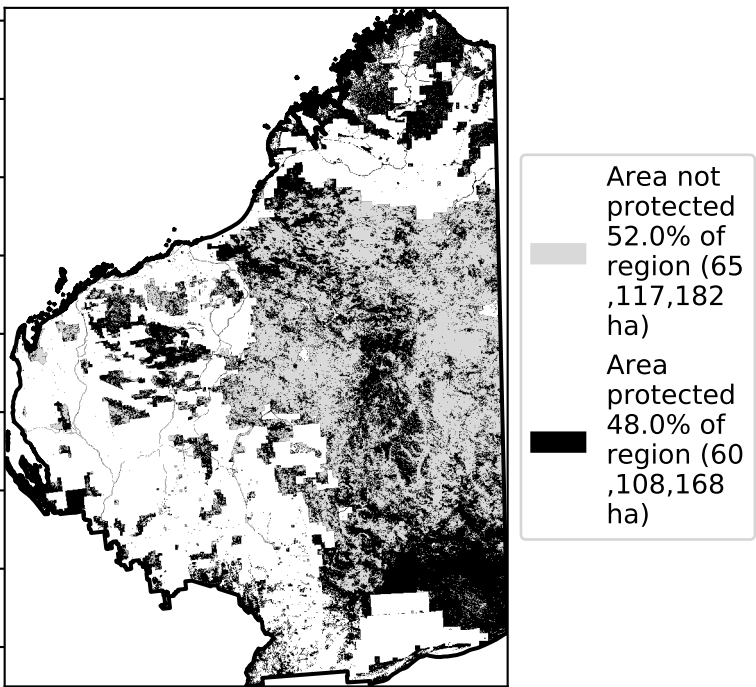 Area not
protected
52.0% of
region (65
,117,182
ha)
Area
protected
48.0% of
region (60
,108,168
ha)